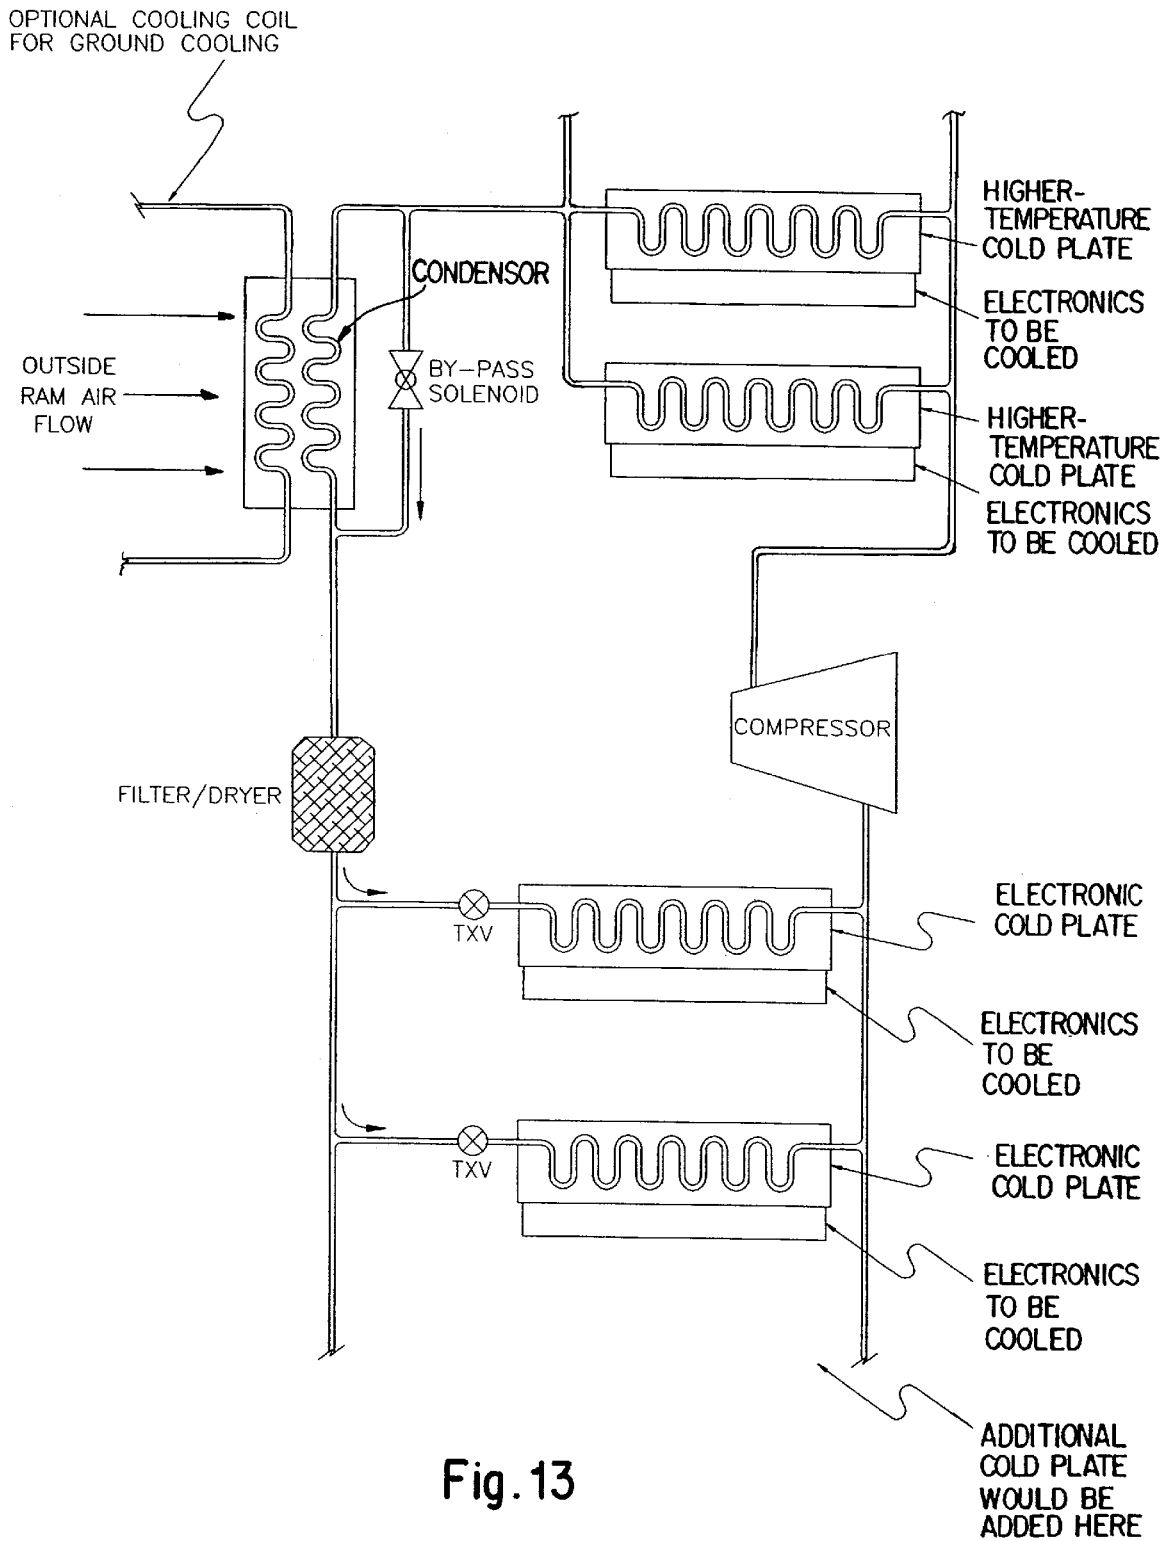 OPTIONAL COOLING COIL
FOR GROUND COOLING
HIGHER-
TEMPERATURE
COLD PLATE
CONDENSOR
ELECTRONICS
TO BE
COOLED
OUTSIDE
RAM AIR
FLOW
BY-PASS
SOLENOID
HIGHER-
TEMPERATURE
COLD PLATE
ELECTRONICS
TO BE COOLED
COMPRESSOR
FILTER/DRYER
TXV
ELECTRONIC
COLD PLATE
ELECTRONICS
TO BE
COOLED
TXV
ELECTRONIC
COLD PLATE
ELECTRONICS
TO BE
COOLED
ADDITIONAL
COLD PLATE
WOULD BE
ADDED HERE
Fig. 13